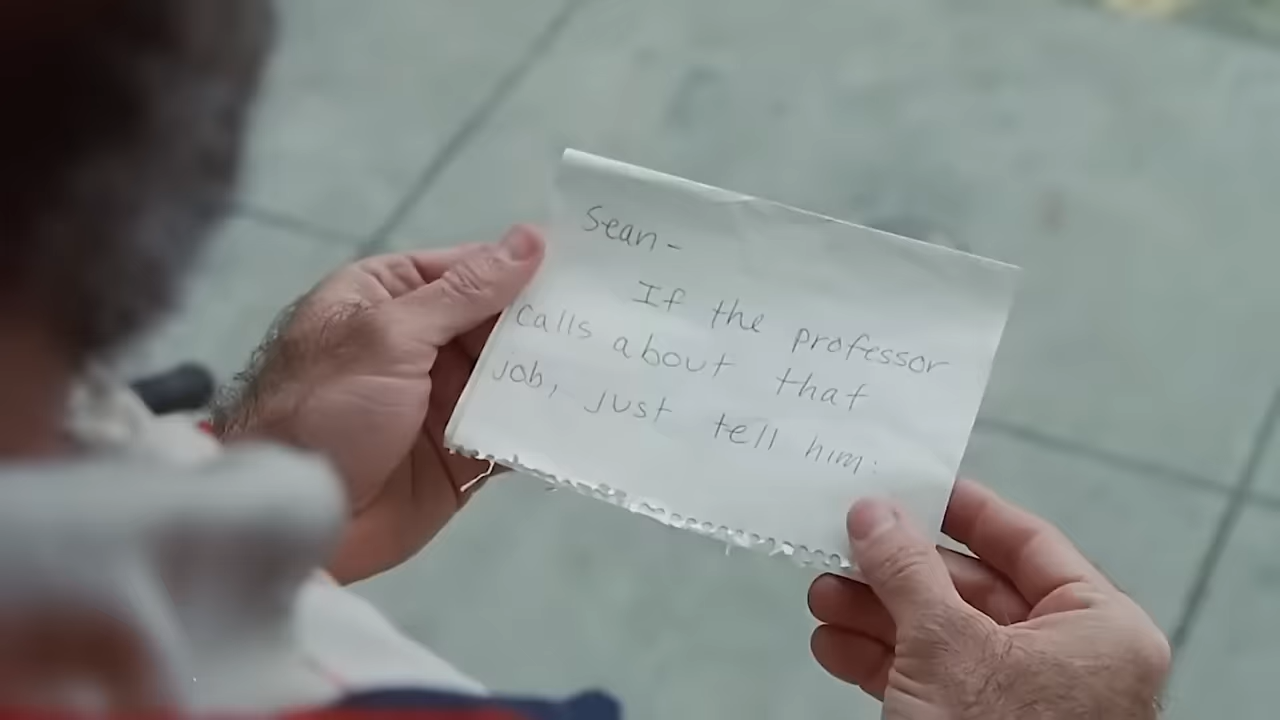 Sean-
If the professor
calls about that
job, just tell him: